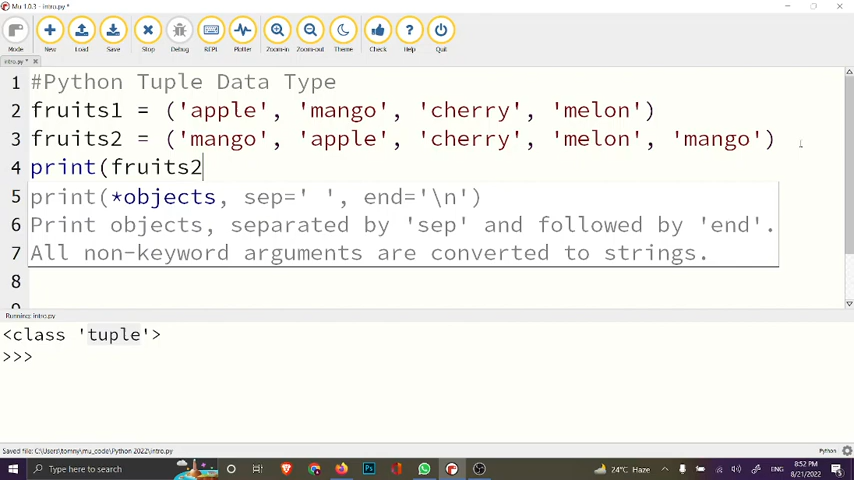 Mu 1.0.3 - intro.py *
Mode New Load Save Stop Debug REPL Plotter Zoom-in Zoom-out Theme Check Help Quit
intro.py *
1 #Python Tuple Data Type
2 fruits1 = ('apple', 'mango', 'cherry', 'melon')
3 fruits2 = ('mango', 'apple', 'cherry', 'melon', 'mango')
4 print(fruits2
5 print(*objects, sep=' ', end='\n')
6 Print objects, separated by 'sep' and followed by 'end'.
7 All non-keyword arguments are converted to strings.
8
9
Running: intro.py
<class 'tuple'>
>>>
Saved file: C:\Users\tomny\mu_code\Python 2022\intro.py
Python
Type here to search
Ps
24°C Haze
ENG
8:52 PM
8/21/2022